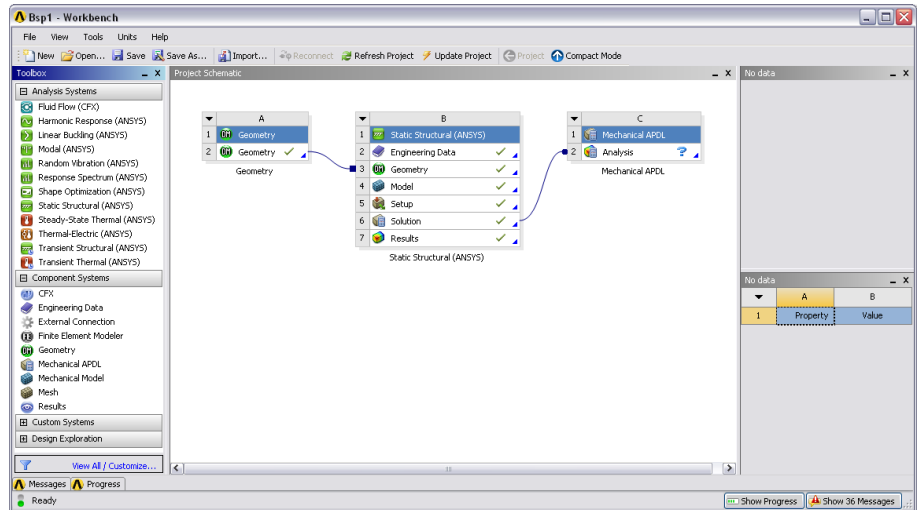 Bsp1 - Workbench
File View Tools Units Help
New Open... Save Save As... Import... Reconnect Refresh Project Update Project Project Compact Mode
Toolbox
Analysis Systems
Fluid Flow (CFX)
Harmonic Response (ANSYS)
Linear Buckling (ANSYS)
Modal (ANSYS)
Random Vibration (ANSYS)
Response Spectrum (ANSYS)
Shape Optimization (ANSYS)
Static Structural (ANSYS)
Steady-State Thermal (ANSYS)
Thermal-Electric (ANSYS)
Transient Structural (ANSYS)
Transient Thermal (ANSYS)
Component Systems
CFX
Engineering Data
External Connection
Finite Element Modeler
Geometry
Mechanical APDL
Mechanical Model
Mesh
Results
Custom Systems
Design Exploration
View All / Customize...
Project Schematic
A
1 Geometry
2 Geometry
Geometry
B
1 Static Structural (ANSYS)
2 Engineering Data
3 Geometry
4 Model
5 Setup
6 Solution
7 Results
Static Structural (ANSYS)
C
1 Mechanical APDL
2 Analysis ?
Mechanical APDL
No data
No data
A B
1 Property Value
Messages Progress
Ready
Show Progress Show 36 Messages